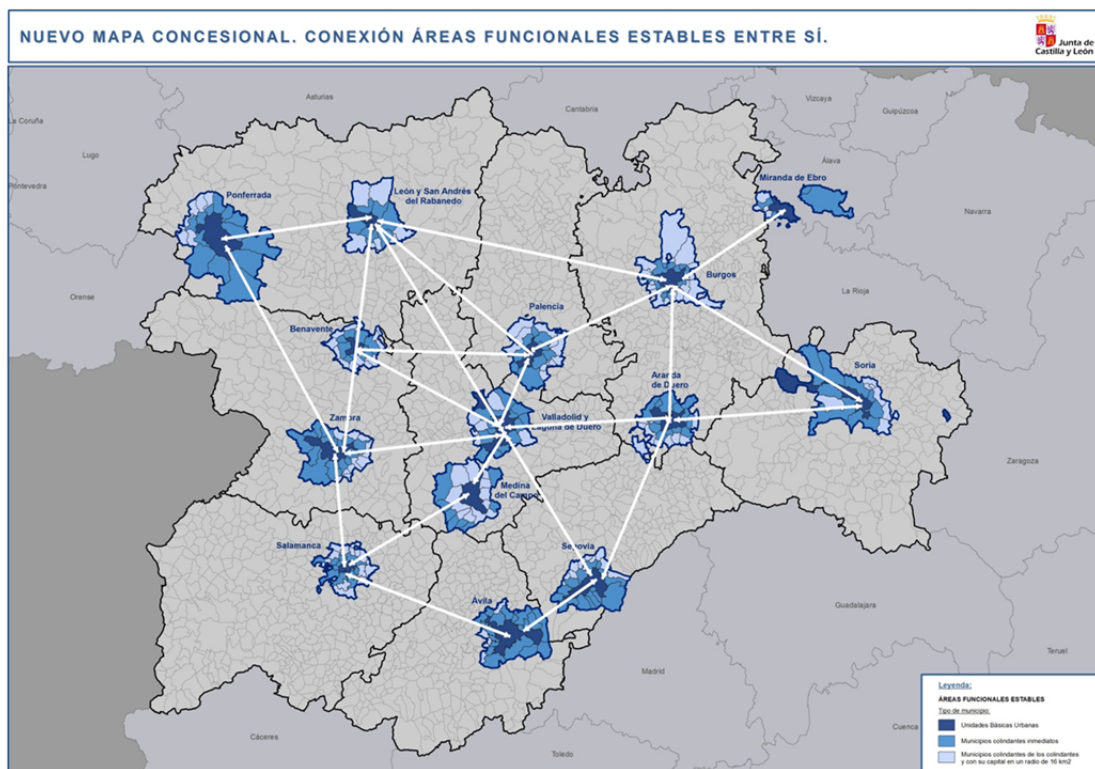 NUEVO MAPA CONCESIONAL. CONEXIÓN ÁREAS FUNCIONALES ESTABLES ENTRE SÍ.
Junta de
Castilla y León
La Coruña
Asturias
Cantabria
Vizcaya
Guipúzcoa
Lugo
Álava
Pontevedra
Miranda de Ebro
Ponferrada
León y San Andrés
del Rabanedo
Navarra
Burgos
Orense
La Rioja
Benavente
Palencia
Soria
Aranda
de Duero
Zamora
Valladolid y
Laguna de Duero
Zaragoza
Medina
del Campo
Salamanca
Segovia
Ávila
Guadalajara
Teruel
Madrid
Cáceres
Toledo
Cuenca
Leyenda:
ÁREAS FUNCIONALES ESTABLES
Tipo de municipio:
Unidades Básicas Urbanas
Municipios colindantes inmediatos
Municipios colindantes de los colindantes
y con su capital en un radio de 16 km2